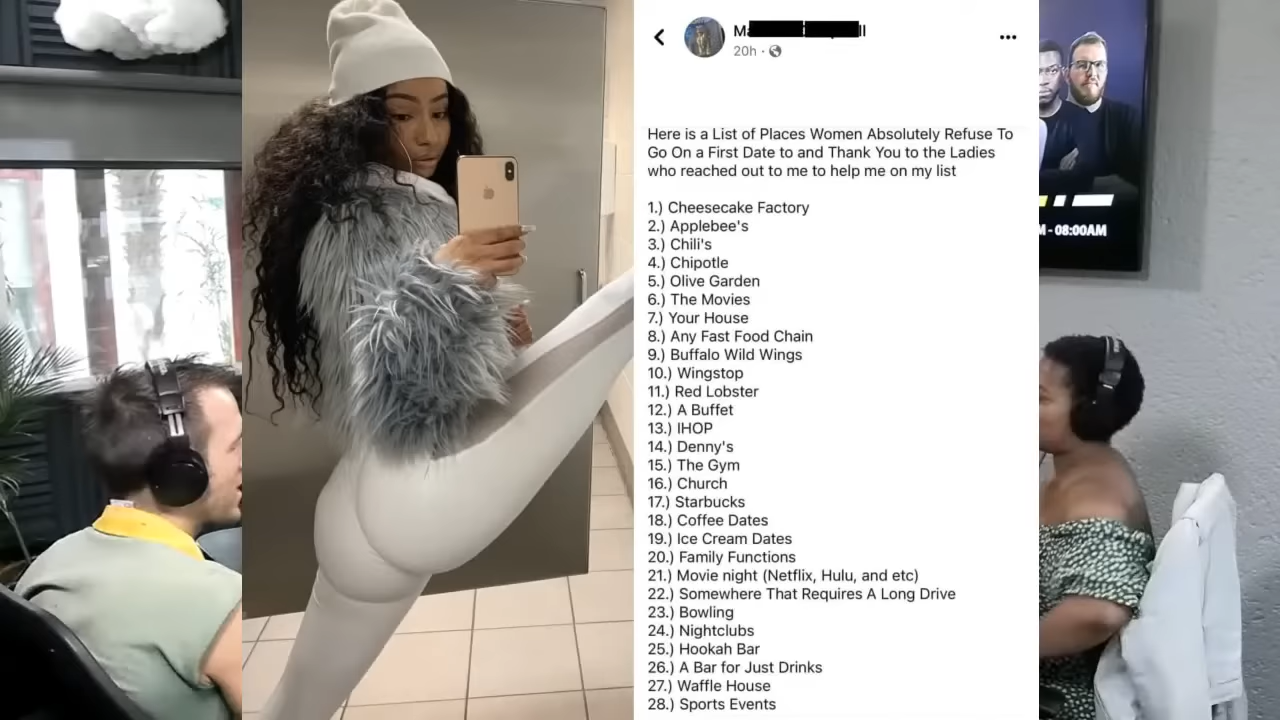 20h
Here is a List of Places Women Absolutely Refuse To
Go On a First Date to and Thank You to the Ladies
who reached out to me to help me on my list
1.) Cheesecake Factory
2.) Applebee's
3.) Chili's
4.) Chipotle
5.) Olive Garden
6.) The Movies
7.) Your House
8.) Any Fast Food Chain
9.) Buffalo Wild Wings
10.) Wingstop
11.) Red Lobster
12.) A Buffet
13.) IHOP
14.) Denny's
15.) The Gym
16.) Church
17.) Starbucks
18.) Coffee Dates
19.) Ice Cream Dates
20.) Family Functions
21.) Movie night (Netflix, Hulu, and etc)
22.) Somewhere That Requires A Long Drive
23.) Bowling
24.) Nightclubs
25.) Hookah Bar
26.) A Bar for Just Drinks
27.) Waffle House
28.) Sports Events
M - 08:00AM